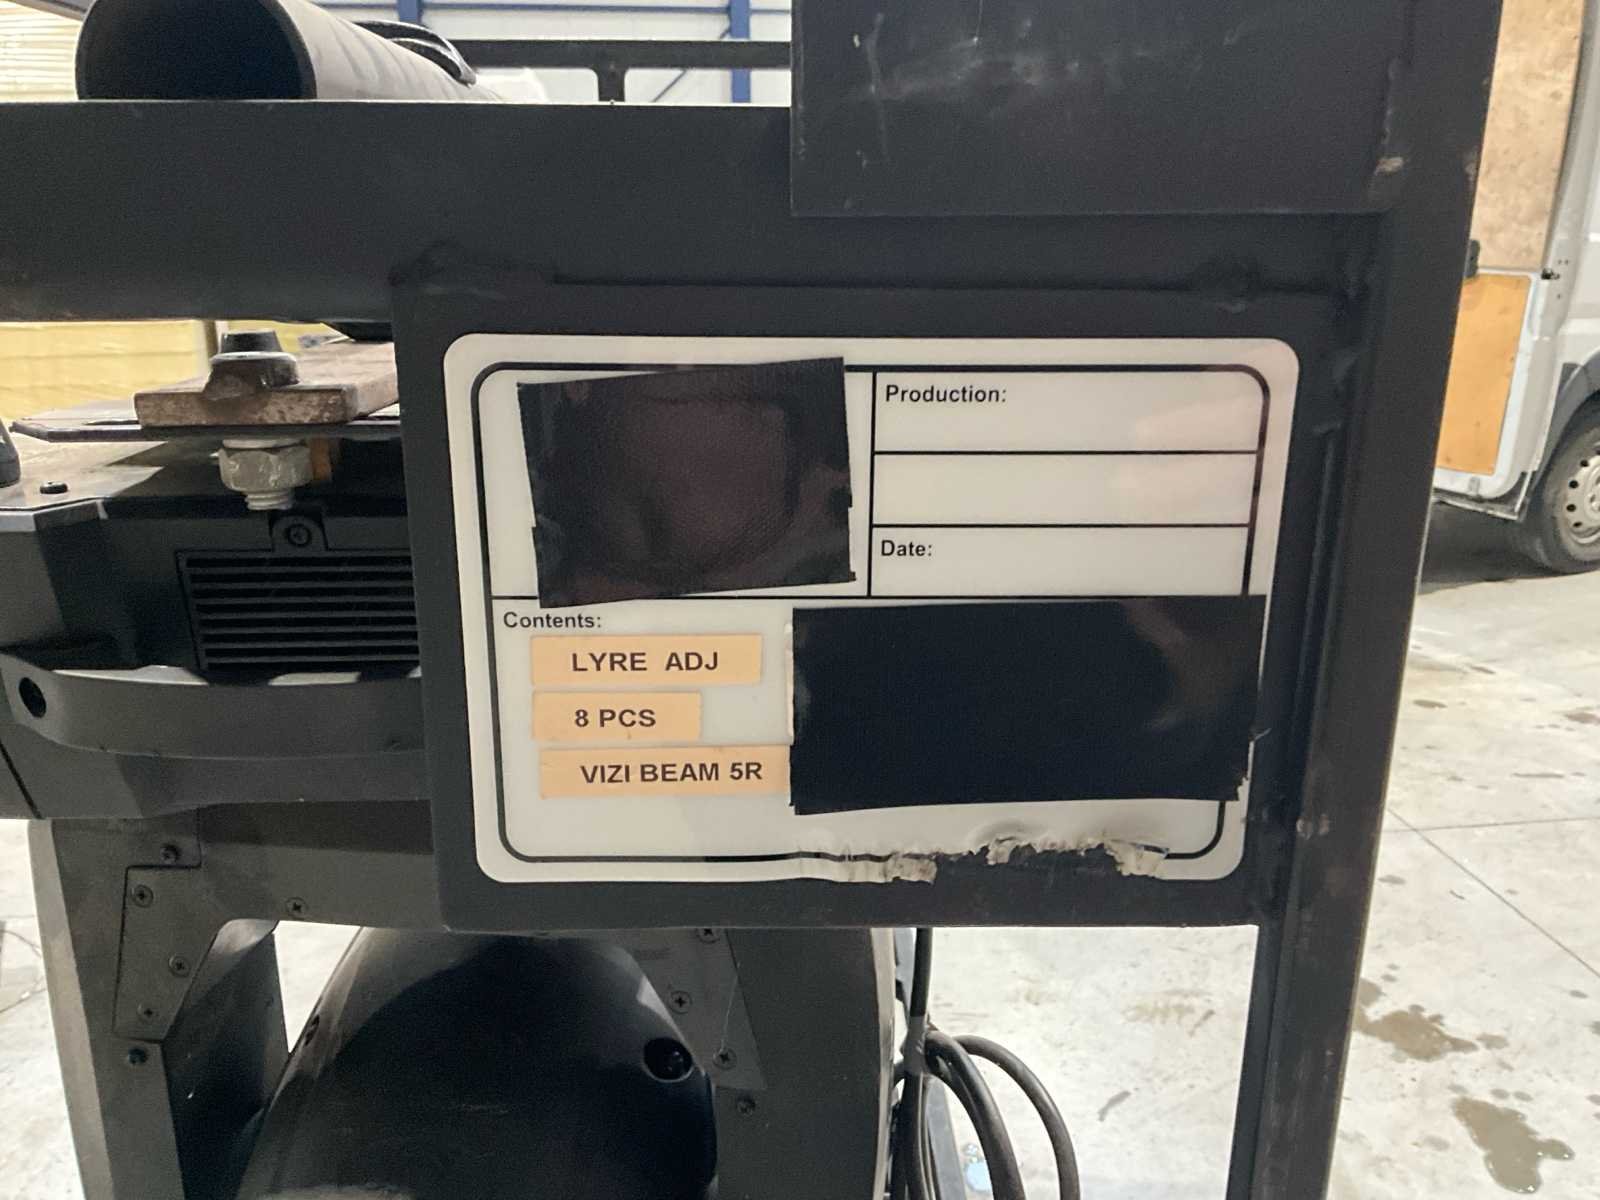 Production:
Date:
Contents:
LYRE ADJ
8 PCS
VIZI BEAM 5R